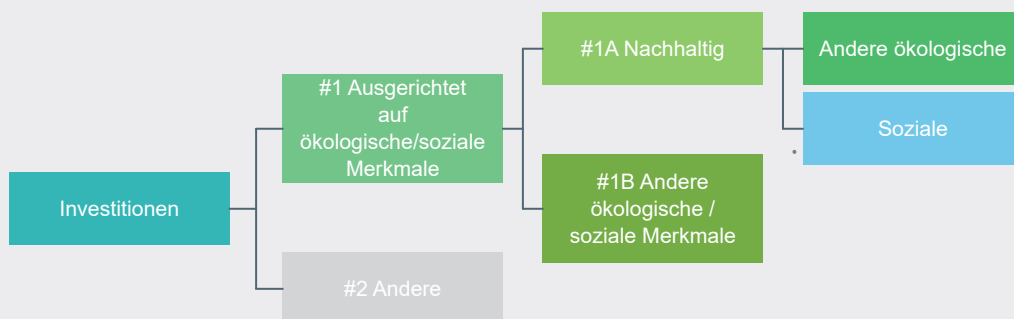 Investitionen
#1 Ausgerichtet
auf
ökologische/soziale
Merkmale
#2 Andere
#1A Nachhaltig
#1B Andere
ökologische /
soziale Merkmale
Andere ökologische
Soziale